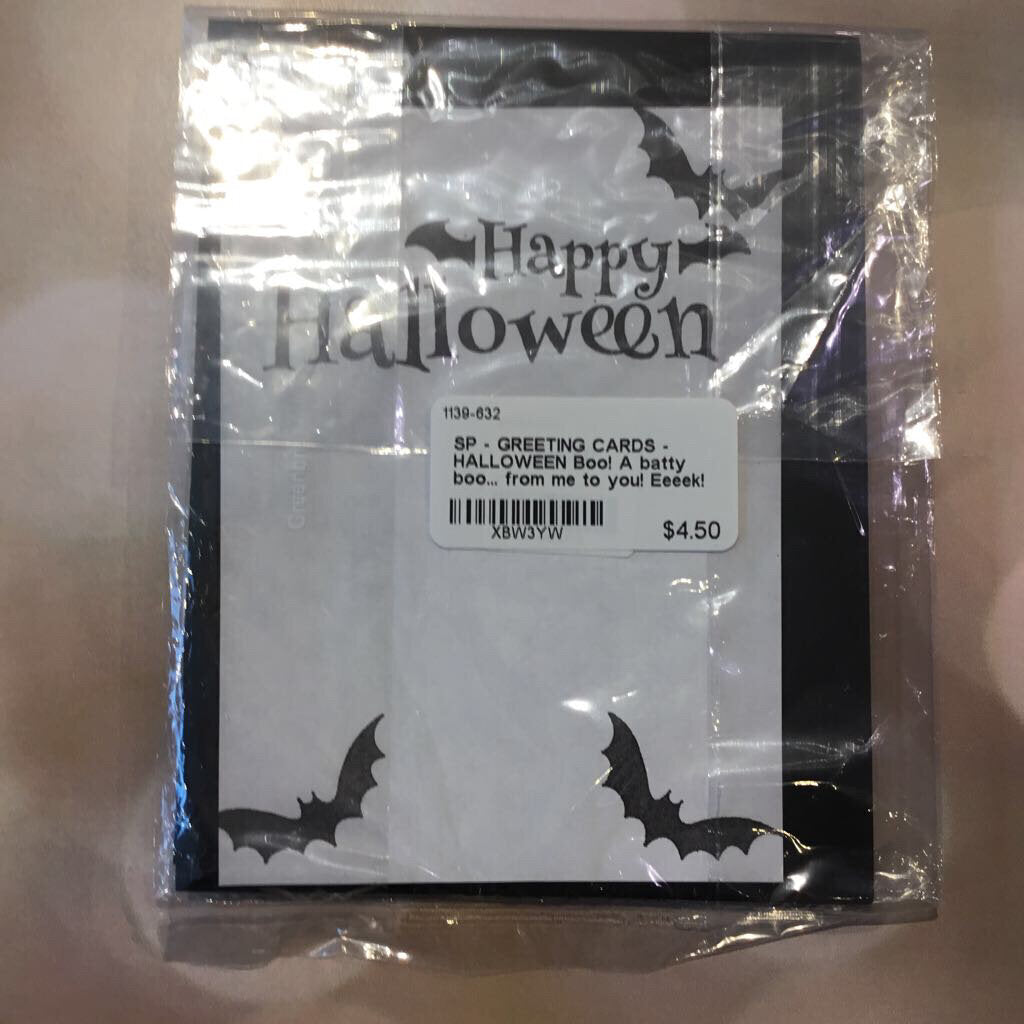 Happy
Halloween
1139-632
SP - GREETING CARDS -
HALLOWEEN Boo! A batty
boo... from me to you! Eeeek!
XBW3YW
$4.50